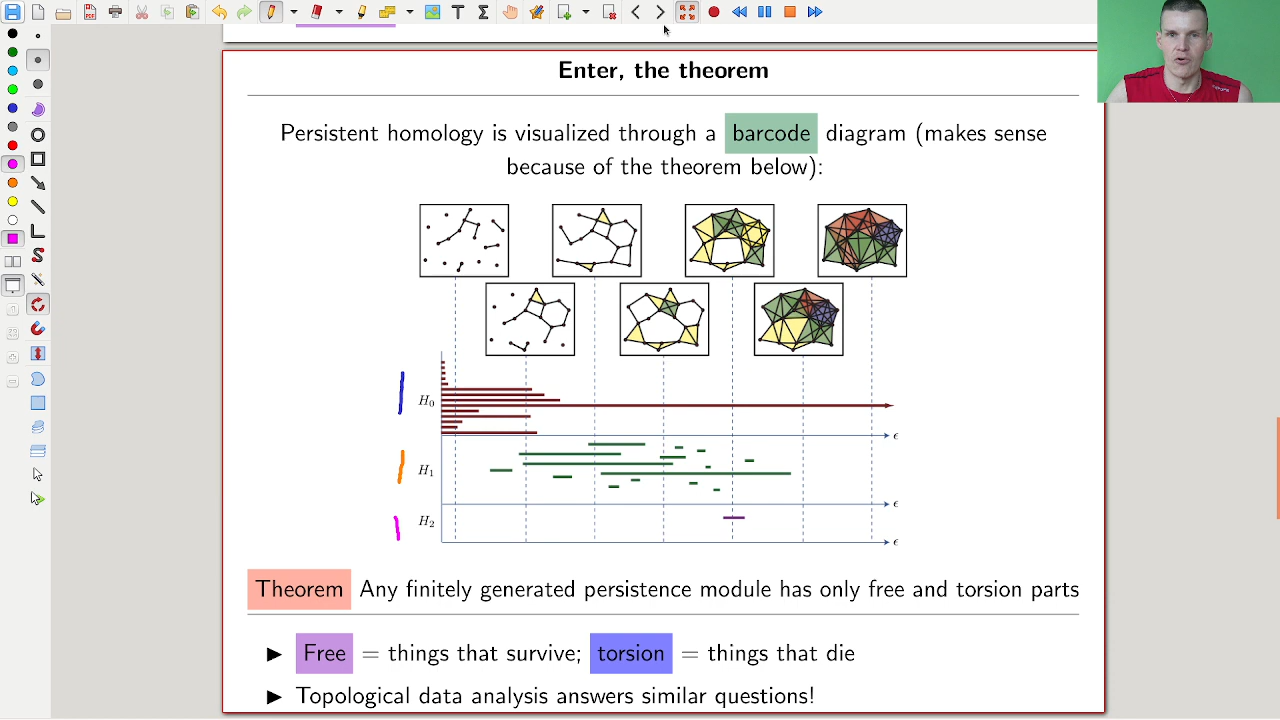 Enter, the theorem
Persistent homology is visualized through a barcode diagram (makes sense
because of the theorem below):
H₀
ϵ
H₁
ϵ
H₂
ϵ
Theorem Any finitely generated persistence module has only free and torsion parts
▶ Free = things that survive; torsion = things that die
▶ Topological data analysis answers similar questions!